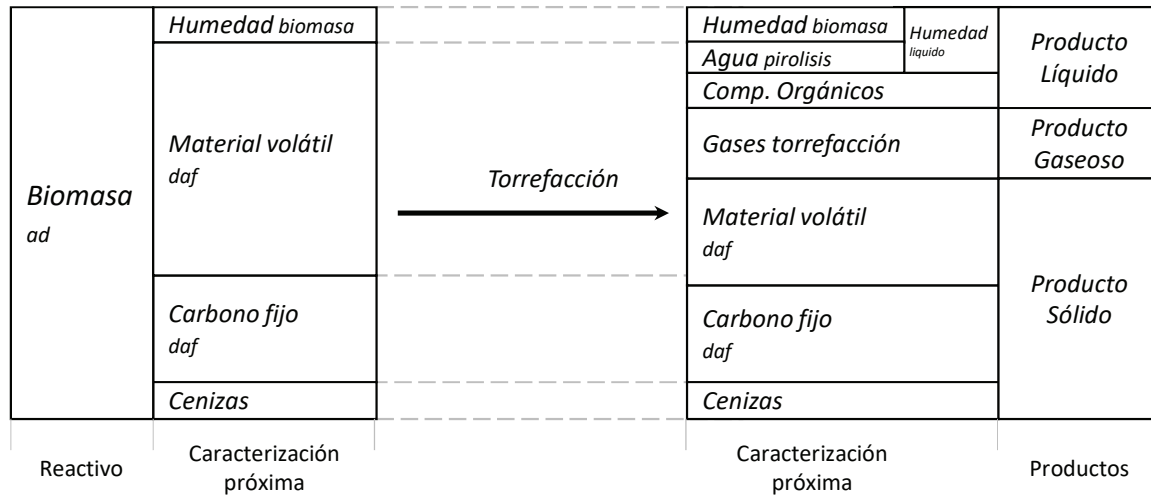 Biomasa
ad
Humedad biomasa
Material volátil
daf
Carbono fijo
daf
Cenizas
Torrefacción
Humedad biomasa
Agua pirolisis
Humedad
liquido
Comp. Orgánicos
Gases torrefacción
Material volátil
daf
Carbono fijo
daf
Cenizas
Producto
Líquido
Producto
Gaseoso
Producto
Sólido
Reactivo
Caracterización
próxima
Caracterización
próxima
Productos